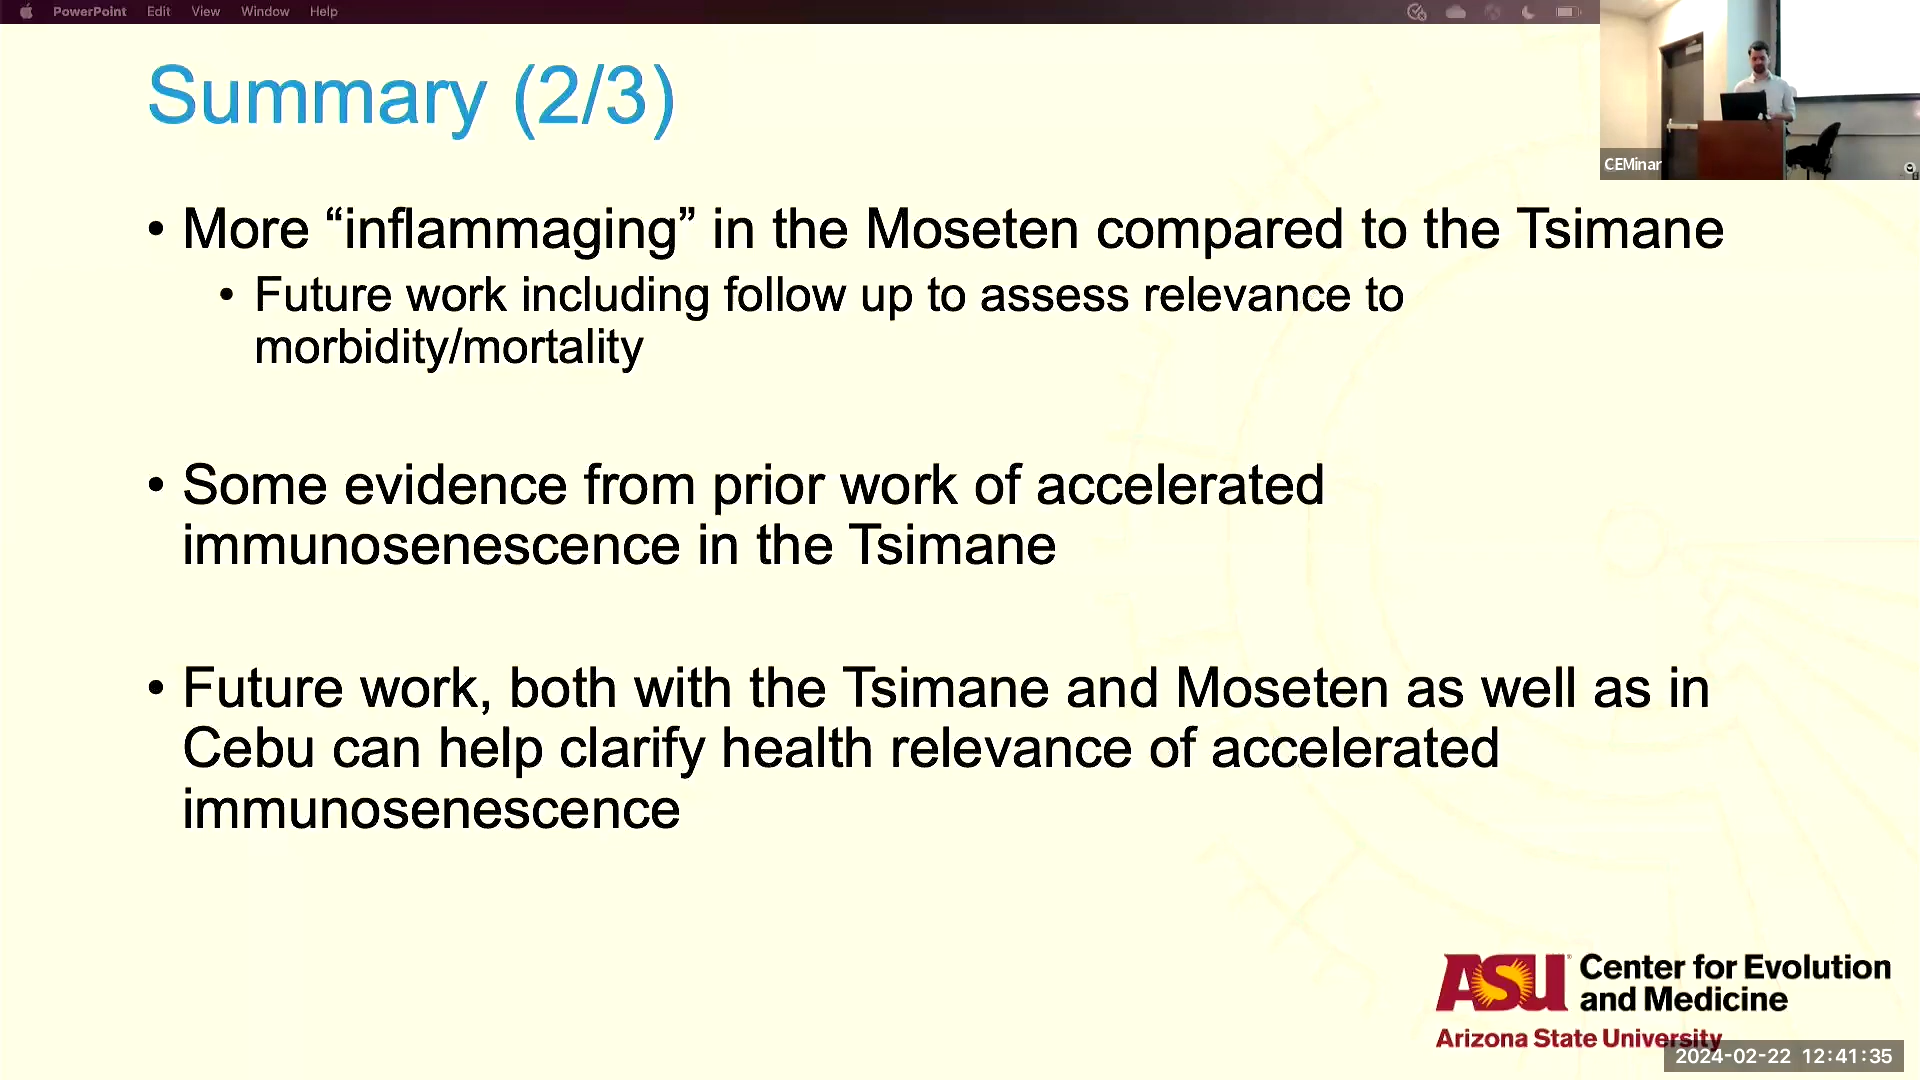 PowerPoint Edit View Window Help
Summary (2/3)
CEMinar
• More “inflammaging” in the Moseten compared to the Tsimane
• Future work including follow up to assess relevance to
morbidity/mortality
• Some evidence from prior work of accelerated
immunosenescence in the Tsimane
• Future work, both with the Tsimane and Moseten as well as in
Cebu can help clarify health relevance of accelerated
immunosenescence
ASU Center for Evolution
and Medicine
Arizona State University
2024-02-22 12:41:35